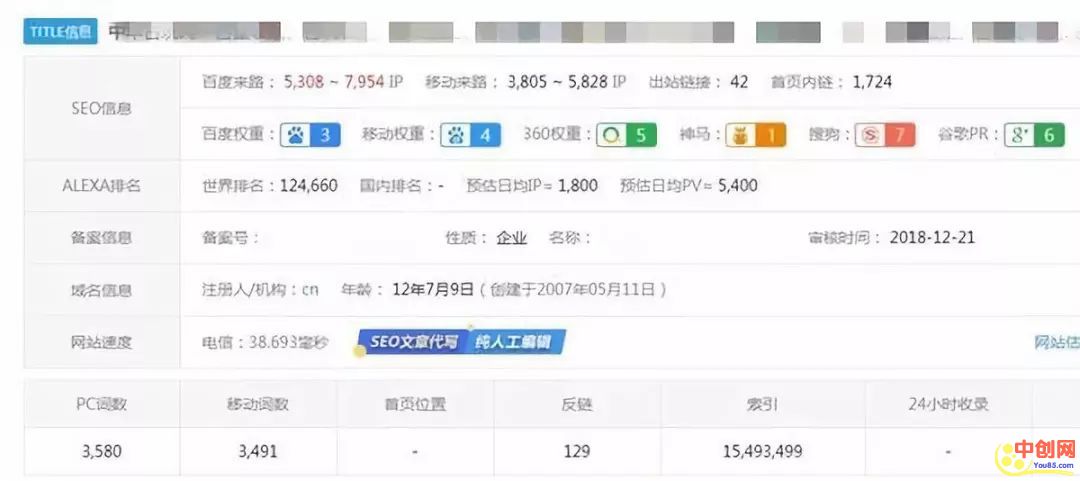 TITLE信息 中
SEO信息
百度来路： 5,308 ~ 7,954 IP 移动来路： 3,805 ~ 5,828 IP 出站链接： 42 首页内链： 1,724
百度权重： 3 移动权重： 4 360权重： 5 神马： 1 搜狗： 7 谷歌PR： 6
ALEXA排名 世界排名：124,660 国内排名：- 预估日均IP≈ 1,800 预估日均PV≈ 5,400
备案信息 备案号： 性质： 企业 名称： 审核时间： 2018-12-21
域名信息 注册人/机构：cn 年龄： 12年7月9日（创建于2007年05月11日）
网站速度 电信：38.693毫秒 SEO文章代写 纯人工编辑 网站估
PC词数 移动词数 首页位置 反链 索引 24小时收录
3,580 3,491 - 129 15,493,499 -
中创网
You85.com